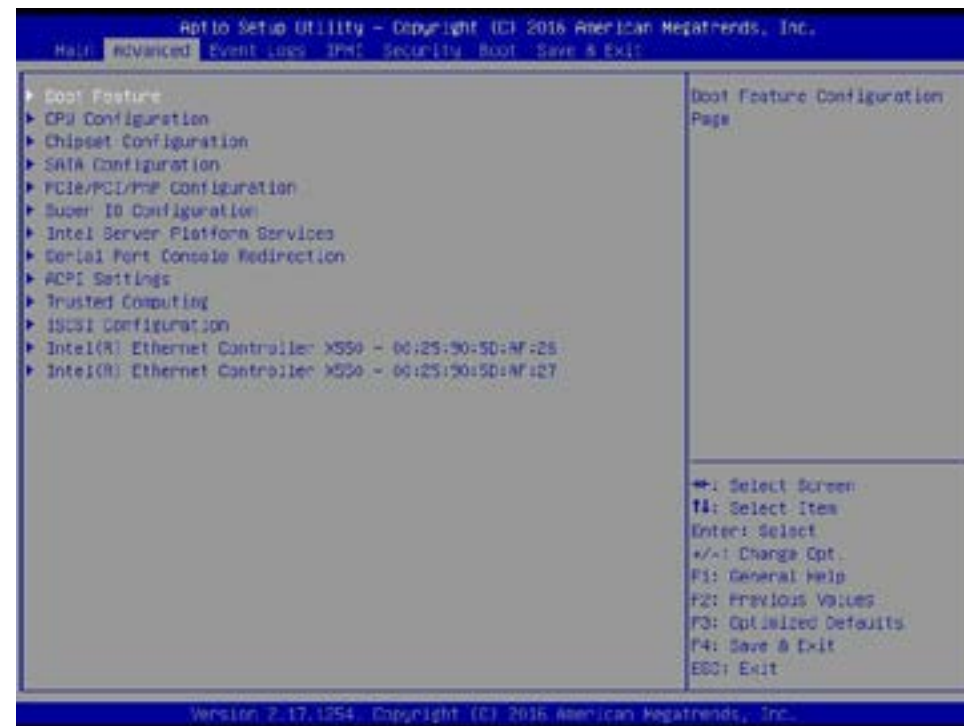 Aptio Setup Utility - Copyright (C) 2016 American Megatrends, Inc.
Main Advanced Event Logs IPMI Security Boot Save & Exit
Boot Feature
CPU Configuration
Chipset Configuration
SATA Configuration
PCIe/PCI/PnP Configuration
Super IO Configuration
Intel Server Platform Services
Serial Port Console Redirection
ACPI Settings
Trusted Computing
iSCSI Configuration
Intel(R) Ethernet Controller X550 - 00:25:90:5D:AF:26
Intel(R) Ethernet Controller X550 - 00:25:90:5D:AF:27
Boot Feature Configuration
Page
: Select Screen
↑↓: Select Item
Enter: Select
+/-: Change Opt.
F1: General Help
F2: Previous Values
F3: Optimized Defaults
F4: Save & Exit
ESC: Exit
Version 2.17.1254. Copyright (C) 2016 American Megatrends, Inc.